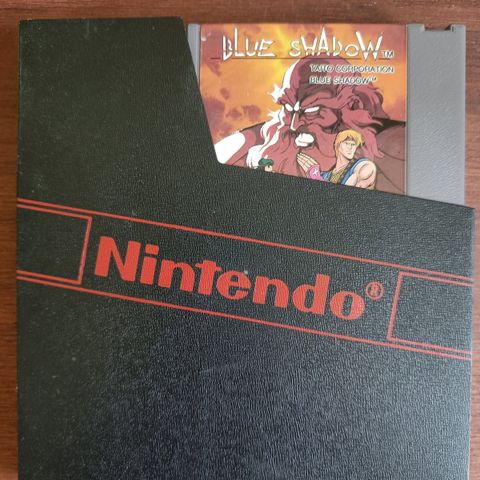 BLUE SHADOW™
TAITO CORPORATION
BLUE SHADOW™
Nintendo®